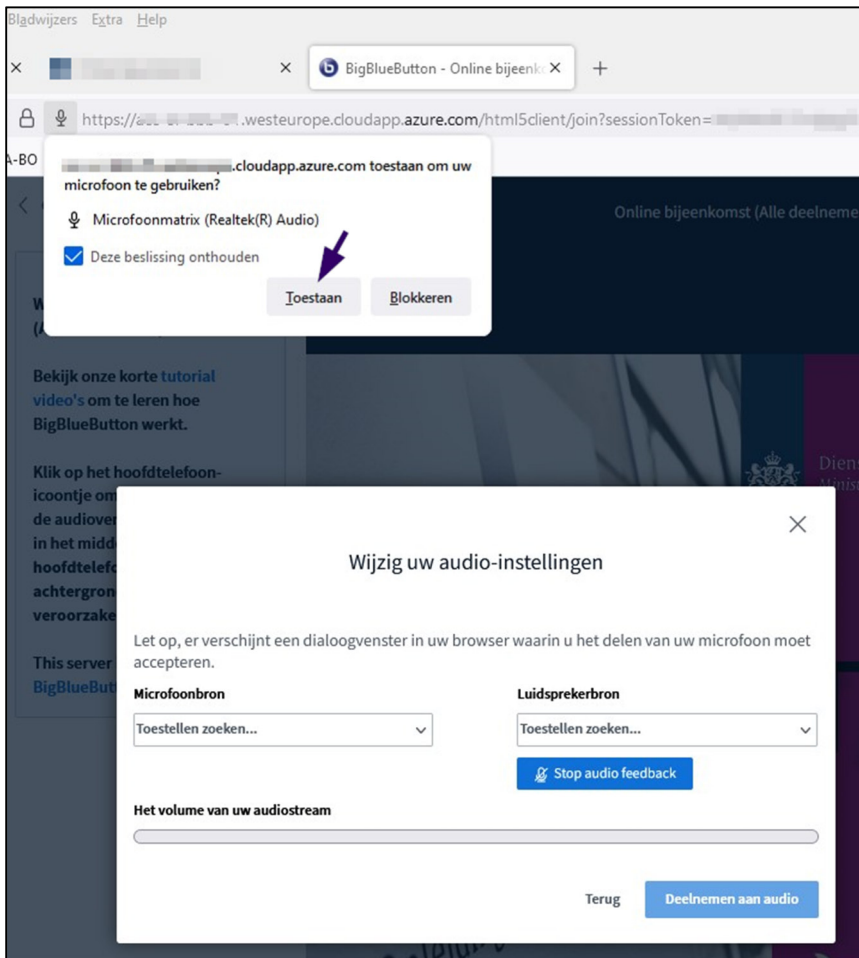 Bladwijzers Extra Help
BigBlueButton - Online bijeenk
https:// .westeurope.cloudapp.azure.com/html5client/join?sessionToken=
A-BO
.cloudapp.azure.com toestaan om uw
microfoon te gebruiken?
Microfoonmatrix (Realtek(R) Audio)
Deze beslissing onthouden
Toestaan Blokkeren
Online bijeenkomst (Alle deelneme
W
(A
Bekijk onze korte tutorial
video's om te leren hoe
BigBlueButton werkt.
Klik op het hoofdtelefoon-
icoontje om
de audiover
in het midd
hoofdtelefo
achtergron
veroorzake
This server
BigBlueButt
Dien
Minis
Wijzig uw audio-instellingen
Let op, er verschijnt een dialoogvenster in uw browser waarin u het delen van uw microfoon moet
accepteren.
Microfoonbron Luidsprekerbron
Toestellen zoeken... Toestellen zoeken...
Stop audio feedback
Het volume van uw audiostream
Terug Deelnemen aan audio